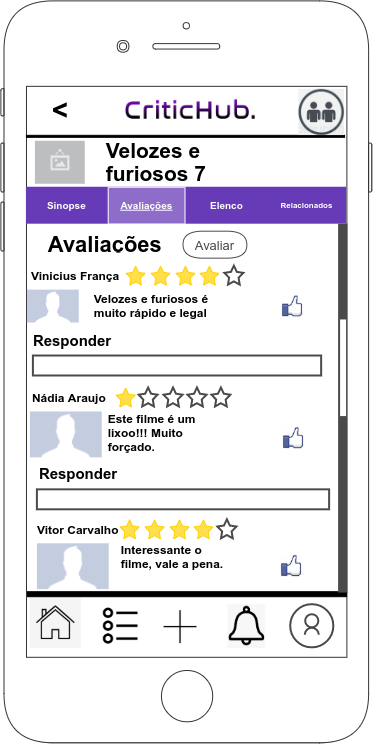 <
CriticHub.
Velozes e
furiosos 7
Sinopse Avaliações Elenco Relacionados
Avaliações Avaliar
Vinicius França
Velozes e furiosos é
muito rápido e legal
Responder
Nádia Araujo
Este filme é um
lixoo!!! Muito
forçado.
Responder
Vitor Carvalho
Interessante o
filme, vale a pena.